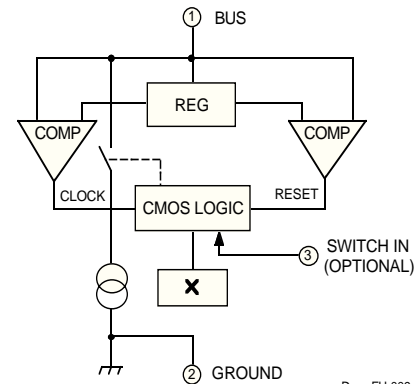 1 BUS
REG
COMP
COMP
CLOCK
RESET
CMOS LOGIC
3 SWITCH IN
(OPTIONAL)
X
2 GROUND